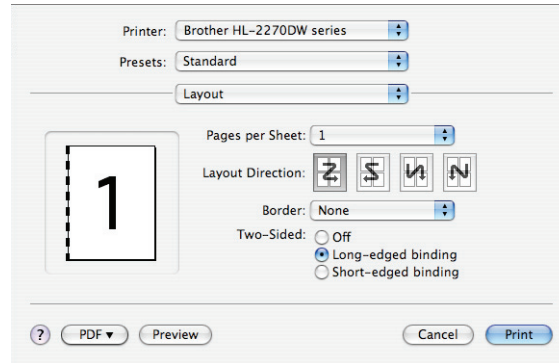 Printer: Brother HL-2270DW series
Presets: Standard
Layout
Pages per Sheet: 1
Layout Direction:
Border: None
Two-Sided: Off
Long-edged binding
Short-edged binding
1
? PDF ▼ Preview Cancel Print